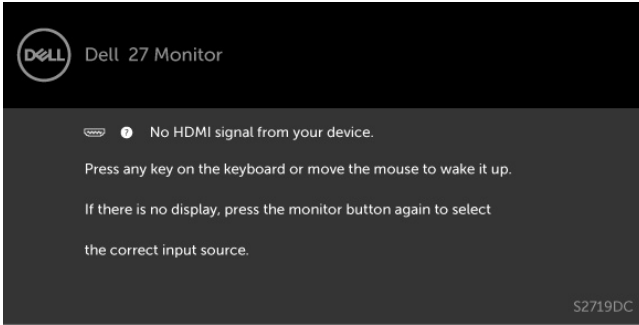 DELL
Dell 27 Monitor
? No HDMI signal from your device.
Press any key on the keyboard or move the mouse to wake it up.
If there is no display, press the monitor button again to select
the correct input source.
S2719DC